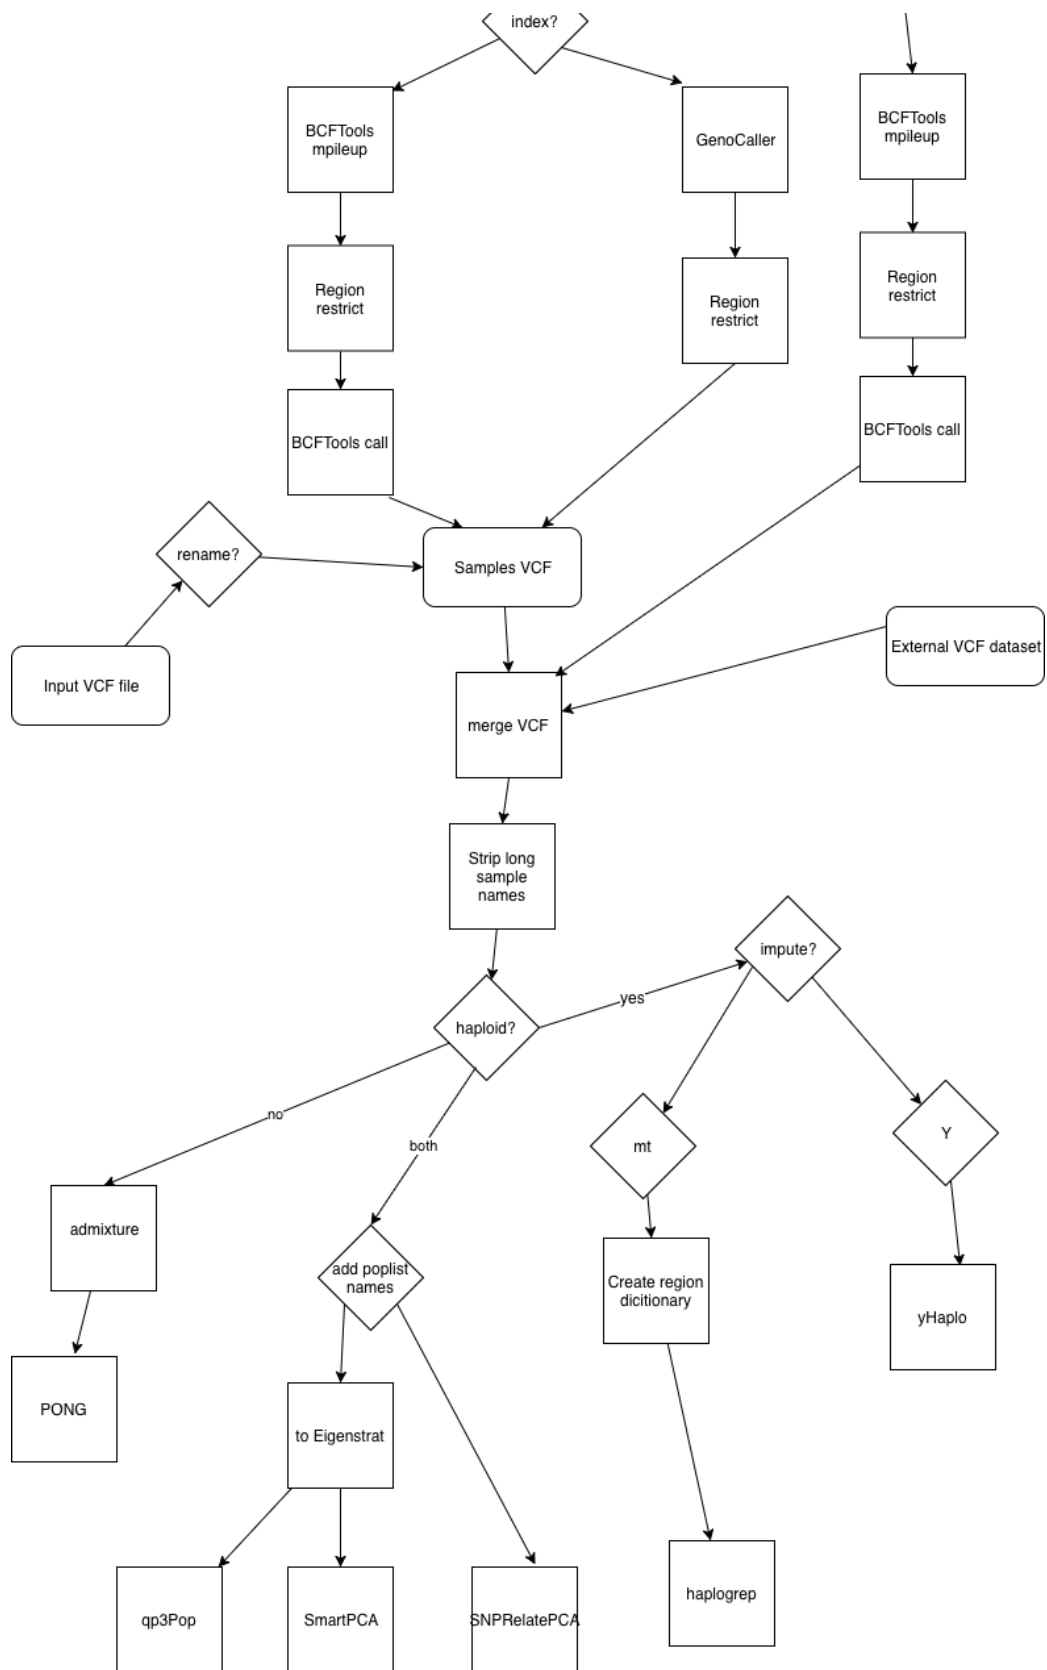 index?
BCFTools
mpileup
GenoCaller
BCFTools
mpileup
Region
restrict
Region
restrict
Region
restrict
BCFTools call
BCFTools call
rename?
Samples VCF
Input VCF file
External VCF dataset
merge VCF
Strip long
sample
names
impute?
yes
haploid?
no
both
mt
Y
admixture
add poplist
names
Create region
dicitionary
yHaplo
PONG
to Eigenstrat
qp3Pop
SmartPCA
SNPRelatePCA
haplogrep